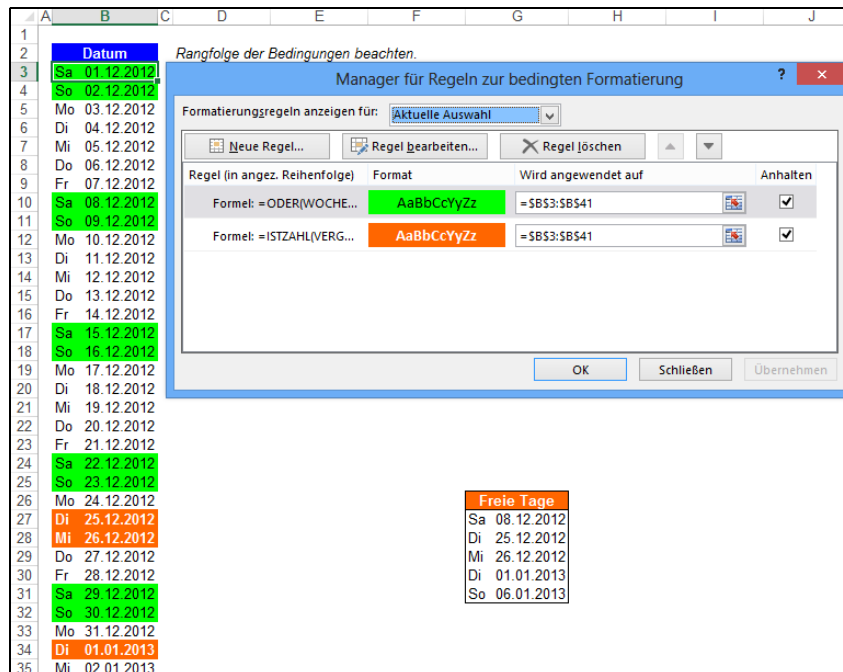 A B C D E F G H I J
1
2 Datum Rangfolge der Bedingungen beachten.
3 Sa 01.12.2012
4 So 02.12.2012
5 Mo 03.12.2012
6 Di 04.12.2012
7 Mi 05.12.2012
8 Do 06.12.2012
9 Fr 07.12.2012
10 Sa 08.12.2012
11 So 09.12.2012
12 Mo 10.12.2012
13 Di 11.12.2012
14 Mi 12.12.2012
15 Do 13.12.2012
16 Fr 14.12.2012
17 Sa 15.12.2012
18 So 16.12.2012
19 Mo 17.12.2012
20 Di 18.12.2012
21 Mi 19.12.2012
22 Do 20.12.2012
23 Fr 21.12.2012
24 Sa 22.12.2012
25 So 23.12.2012
26 Mo 24.12.2012
27 Di 25.12.2012
28 Mi 26.12.2012
29 Do 27.12.2012
30 Fr 28.12.2012
31 Sa 29.12.2012
32 So 30.12.2012
33 Mo 31.12.2012
34 Di 01.01.2013
35 Mi 02.01.2013
Manager für Regeln zur bedingten Formatierung ? ×
Formatierungsregeln anzeigen für: Aktuelle Auswahl
Neue Regel... Regel bearbeiten... Regel löschen
Regel (in angez. Reihenfolge) Format Wird angewendet auf Anhalten
Formel: =ODER(WOCHE... AaBbCcYyZz =$B$3:$B$41
Formel: =ISTZAHL(VERG... AaBbCcYyZz =$B$3:$B$41
OK Schließen Übernehmen
Freie Tage
Sa 08.12.2012
Di 25.12.2012
Mi 26.12.2012
Di 01.01.2013
So 06.01.2013